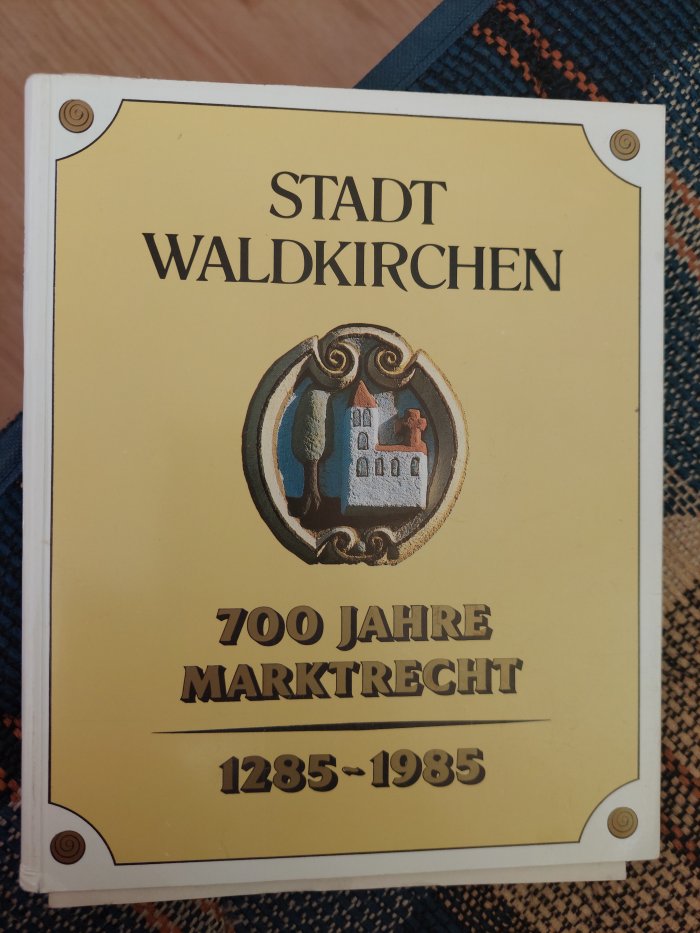 STADT
WALDKIRCHEN
700 JAHRE
MARKTRECHT
1285-1985